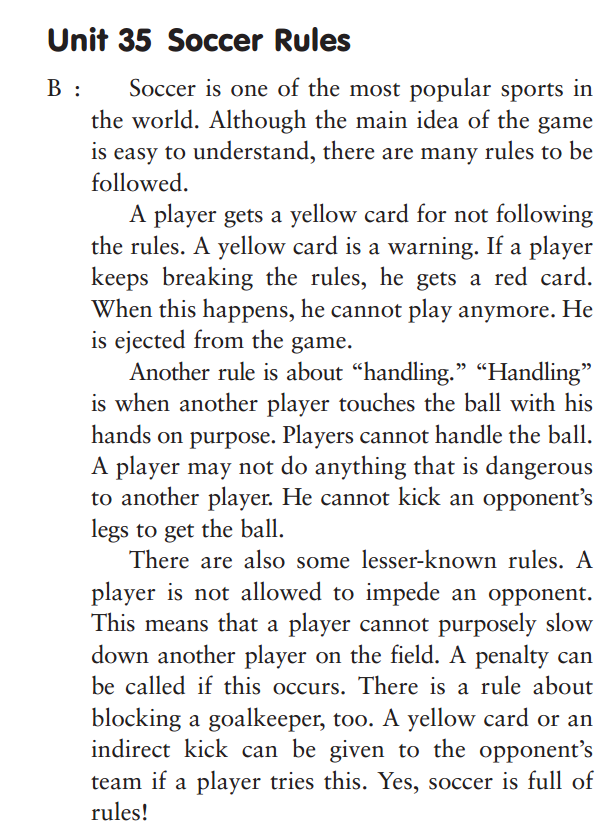 Unit 35 Soccer Rules
B : Soccer is one of the most popular sports in
the world. Although the main idea of the game
is easy to understand, there are many rules to be
followed.
A player gets a yellow card for not following
the rules. A yellow card is a warning. If a player
keeps breaking the rules, he gets a red card.
When this happens, he cannot play anymore. He
is ejected from the game.
Another rule is about “handling.” “Handling”
is when another player touches the ball with his
hands on purpose. Players cannot handle the ball.
A player may not do anything that is dangerous
to another player. He cannot kick an opponent’s
legs to get the ball.
There are also some lesser-known rules. A
player is not allowed to impede an opponent.
This means that a player cannot purposely slow
down another player on the field. A penalty can
be called if this occurs. There is a rule about
blocking a goalkeeper, too. A yellow card or an
indirect kick can be given to the opponent’s
team if a player tries this. Yes, soccer is full of
rules!